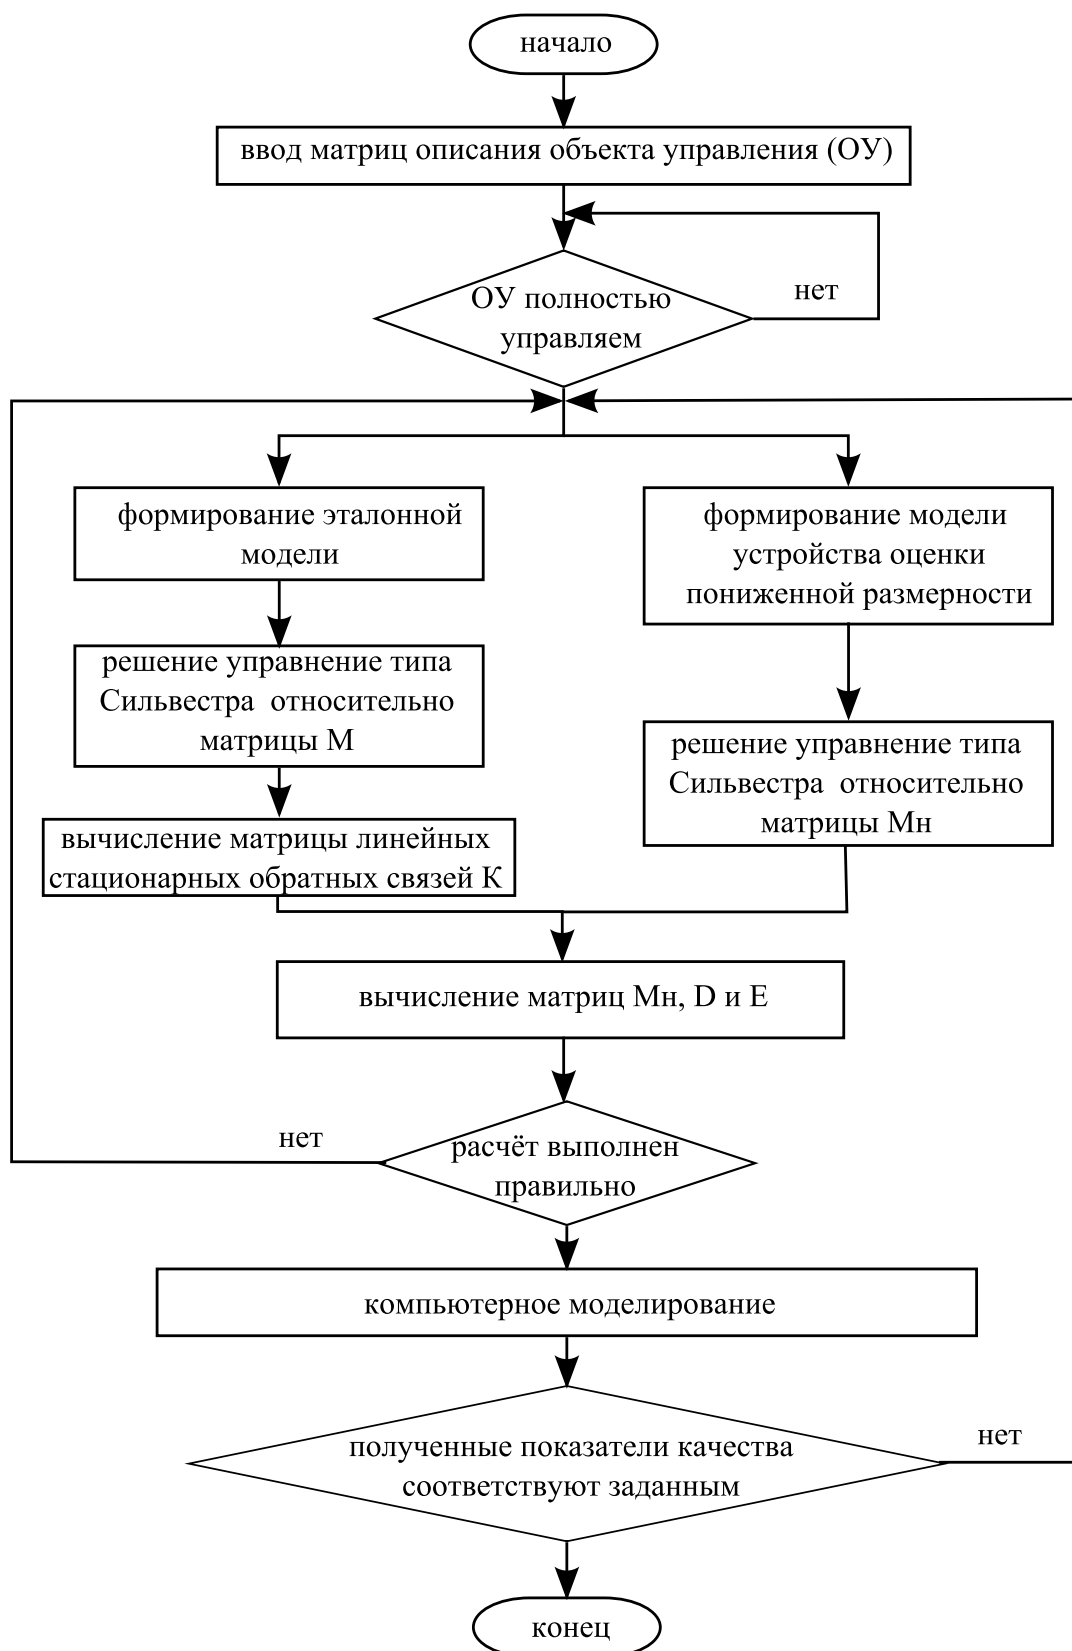 начало
ввод матриц описания объекта управления (ОУ)
ОУ полностью
управляем
нет
формирование эталонной
модели
формирование модели
устройства оценки
пониженной размерности
решение управнение типа
Сильвестра относительно
матрицы М
решение управнение типа
Сильвестра относительно
матрицы Мн
вычисление матрицы линейных
стационарных обратных связей К
вычисление матриц Мн, D и E
нет
расчёт выполнен
правильно
компьютерное моделирование
полученные показатели качества
соответствуют заданным
нет
конец